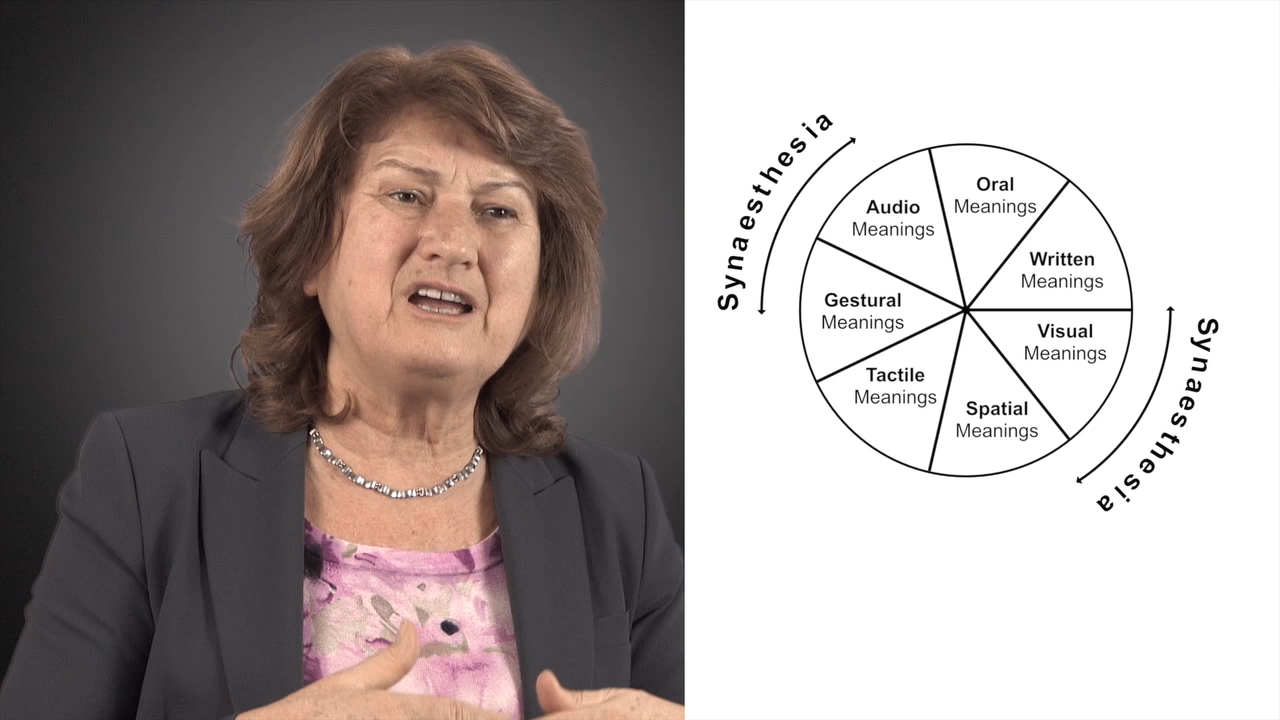 Synaesthesia
Oral
Meanings
Written
Meanings
Visual
Meanings
Spatial
Meanings
Tactile
Meanings
Gestural
Meanings
Audio
Meanings
Synaesthesia